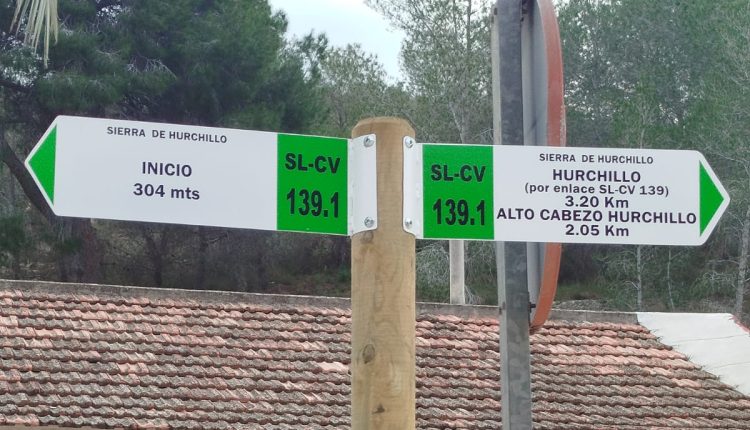 SIERRA DE HURCHILLO
INICIO
304 mts
SL-CV
139.1
SL-CV
139.1
SIERRA DE HURCHILLO
HURCHILLO
(por enlace SL-CV 139)
3.20 Km
ALTO CABEZO HURCHILLO
2.05 Km